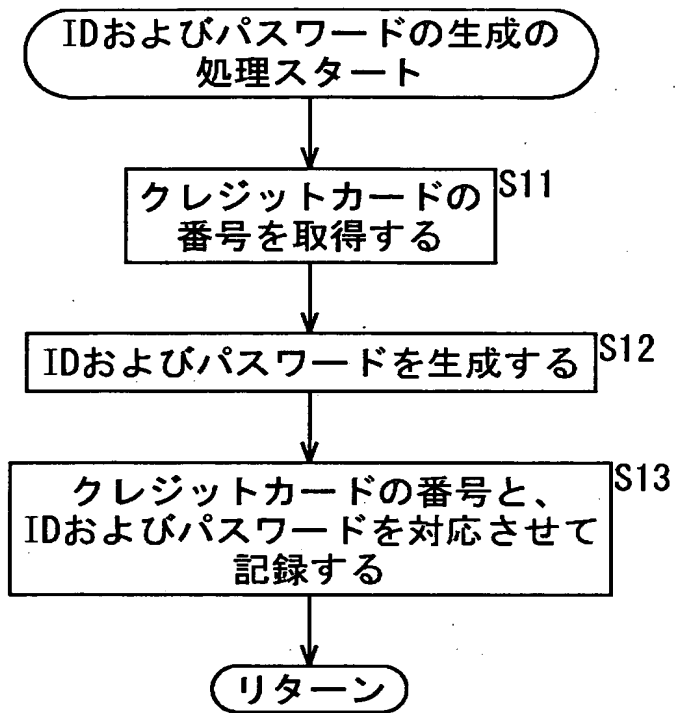 IDおよびパスワードの生成の
処理スタート
クレジットカードの
番号を取得する
S11
IDおよびパスワードを生成する
S12
クレジットカードの番号と、
IDおよびパスワードを対応させて
記録する
S13
リターン